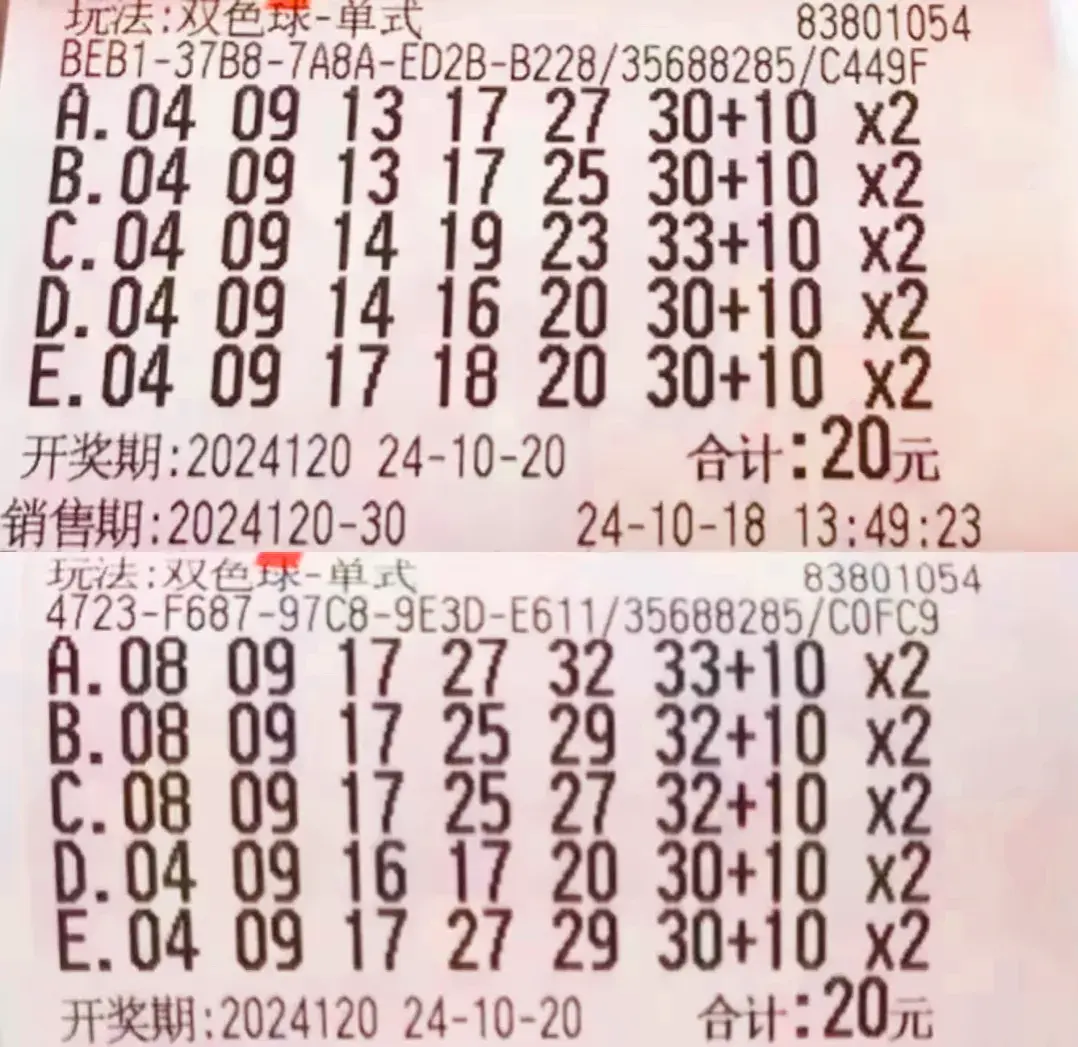 玩法:双色球-单式 83801054
BEB1-37B8-7A8A-ED2B-B228/35688285/C449F
A.04 09 13 17 27 30+10 x2
B.04 09 13 17 25 30+10 x2
C.04 09 14 19 23 33+10 x2
D.04 09 14 16 20 30+10 x2
E.04 09 17 18 20 30+10 x2
开奖期:2024120 24-10-20 合计:20元
销售期:2024120-30 24-10-18 13:49:23
玩法:双色球-单式 83801054
4723-F687-97C8-9E3D-E611/35688285/C0FC9
A.08 09 17 27 32 33+10 x2
B.08 09 17 25 29 32+10 x2
C.08 09 17 25 27 32+10 x2
D.04 09 16 17 20 30+10 x2
E.04 09 17 27 29 30+10 x2
开奖期:2024120 24-10-20 合计:20元